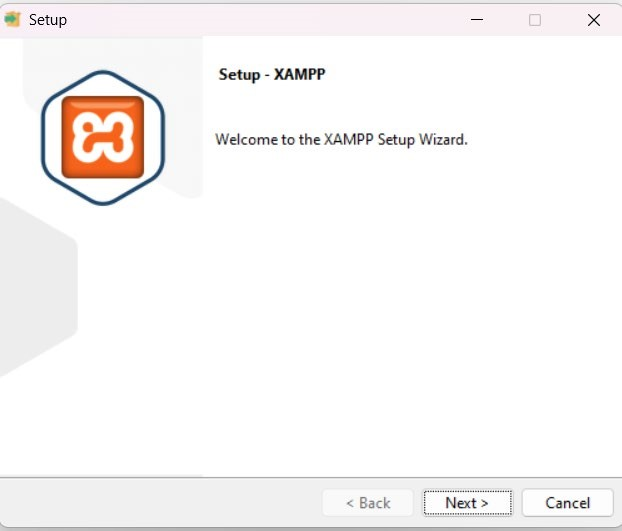 Setup
Setup - XAMPP
Welcome to the XAMPP Setup Wizard.
< Back
Next >
Cancel